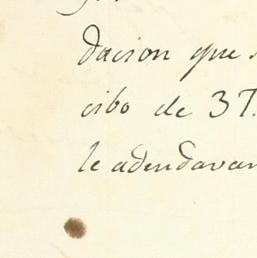 dacion que
cibo de 37.
le adendavan